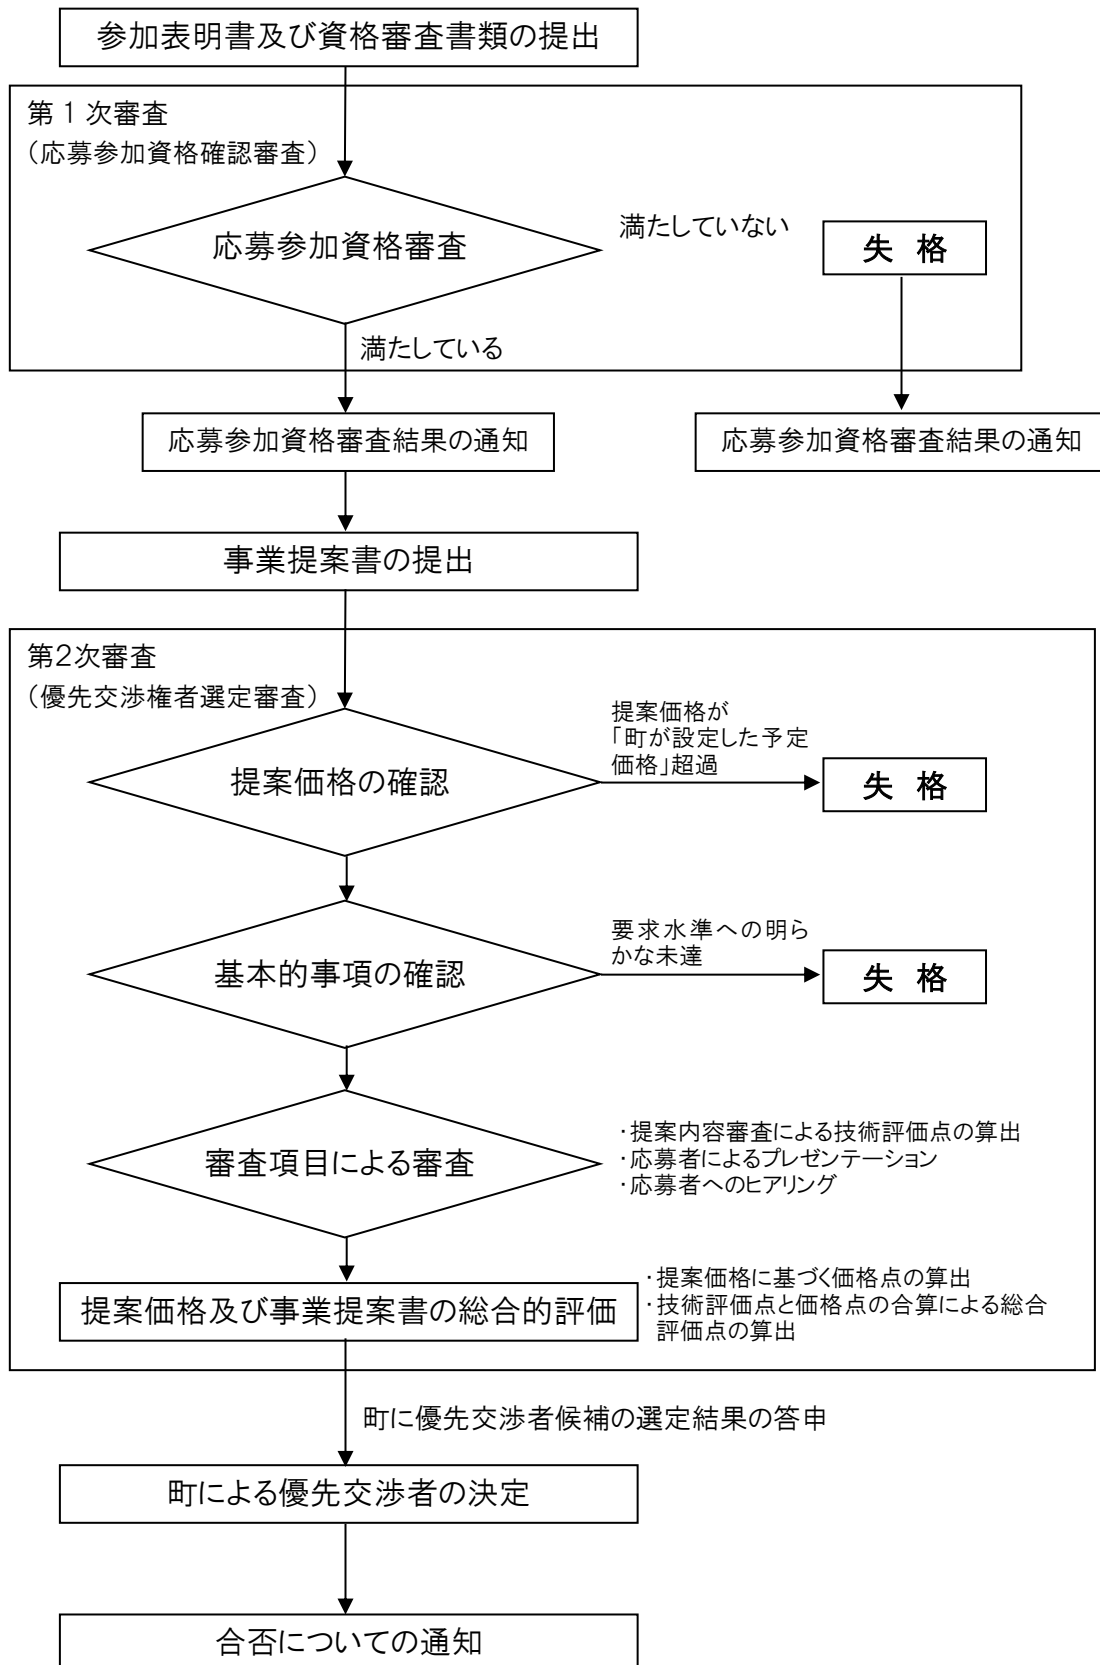 参加表明書及び資格審査書類の提出
第１次審査
（応募参加資格確認審査）
応募参加資格審査
満たしていない
失 格
満たしている
応募参加資格審査結果の通知
応募参加資格審査結果の通知
事業提案書の提出
第２次審査
（優先交渉権者選定審査）
提案価格の確認
提案価格が
「町が設定した予定
価格」超過
失 格
基本的事項の確認
要求水準への明ら
かな未達
失 格
審査項目による審査
・提案内容審査による技術評価点の算出
・応募者によるプレゼンテーション
・応募者へのヒアリング
提案価格及び事業提案書の総合的評価
・提案価格に基づく価格点の算出
・技術評価点と価格点の合算による総合
評価点の算出
町に優先交渉者候補の選定結果の答申
町による優先交渉者の決定
合否についての通知